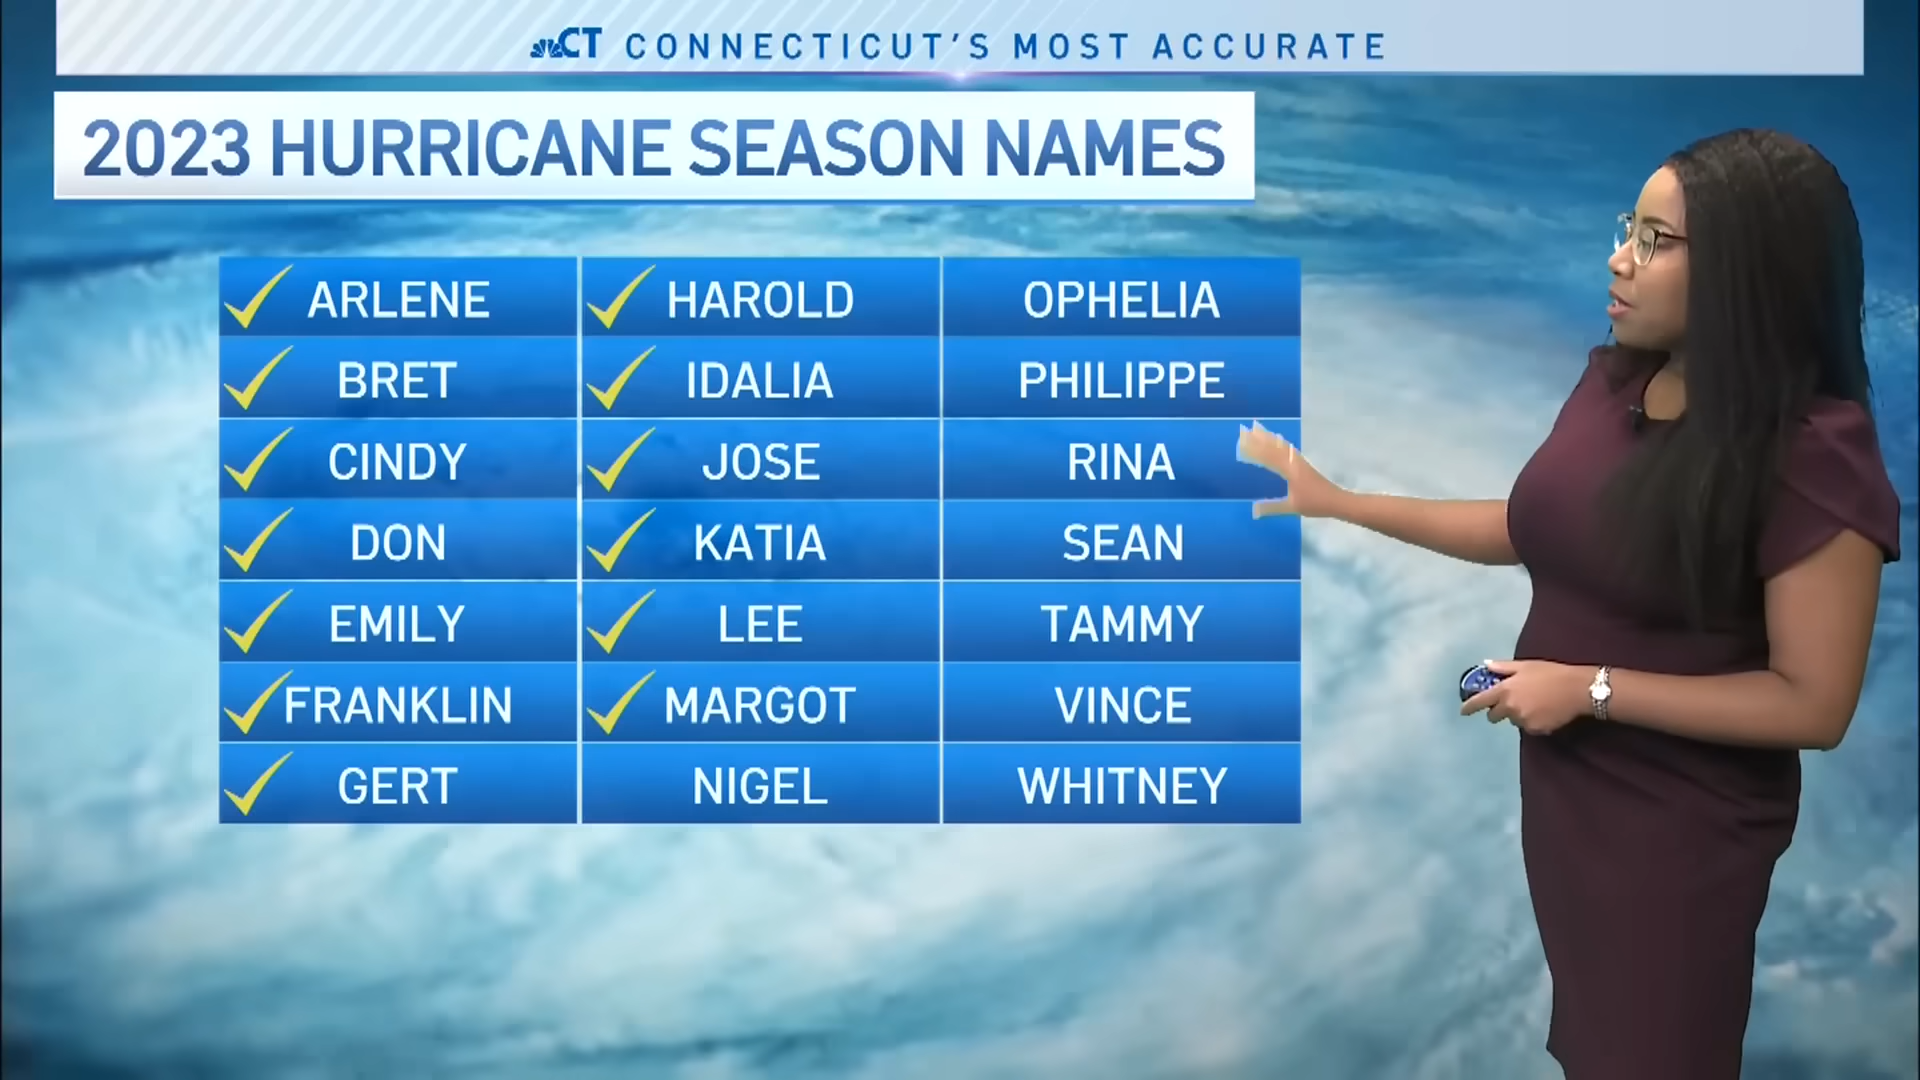 CT CONNECTICUT'S MOST ACCURATE
2023 HURRICANE SEASON NAMES
ARLENE
BRET
CINDY
DON
EMILY
FRANKLIN
GERT
HAROLD
IDALIA
JOSE
KATIA
LEE
MARGOT
NIGEL
OPHELIA
PHILIPPE
RINA
SEAN
TAMMY
VINCE
WHITNEY